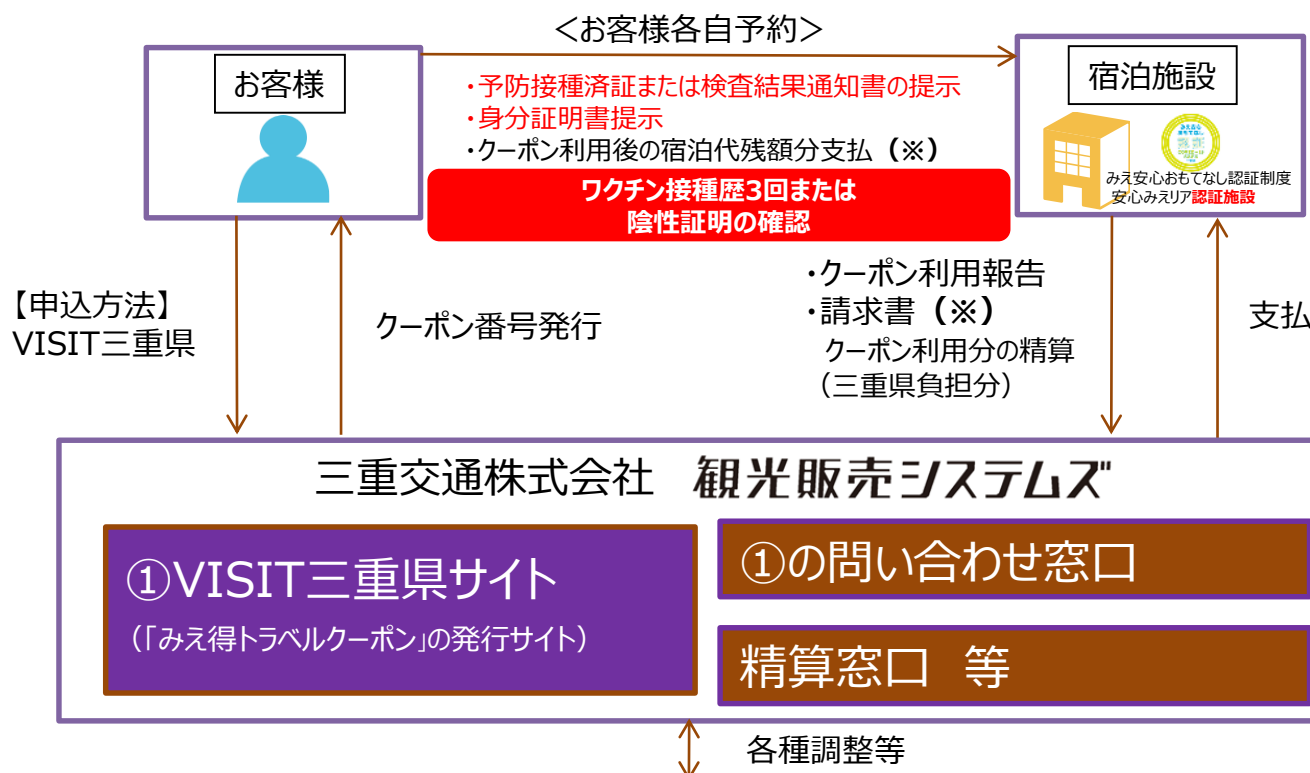 <お客様各自予約>
お客様
宿泊施設
・予防接種済証または検査結果通知書の提示
・身分証明書提示
・クーポン利用後の宿泊代残額分支払(※)
ワクチン接種歴3回または
陰性証明の確認
みえ安心おもてなし認証制度
安心みえリア認証施設
【申込方法】
VISIT三重県
クーポン番号発行
・クーポン利用報告
・請求書(※)
クーポン利用分の精算
(三重県負担分)
支払
三重交通株式会社 観光販売システムズ
①VISIT三重県サイト
(「みえ得トラベルクーポン」の発行サイト)
①の問い合わせ窓口
精算窓口 等
各種調整等